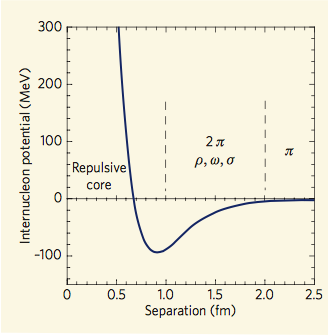 Internucleon potential (MeV)
300
200
100
0
-100
Repulsive
core
2 π
ρ, ω, σ
π
0
0.5
1.0
1.5
2.0
2.5
Separation (fm)